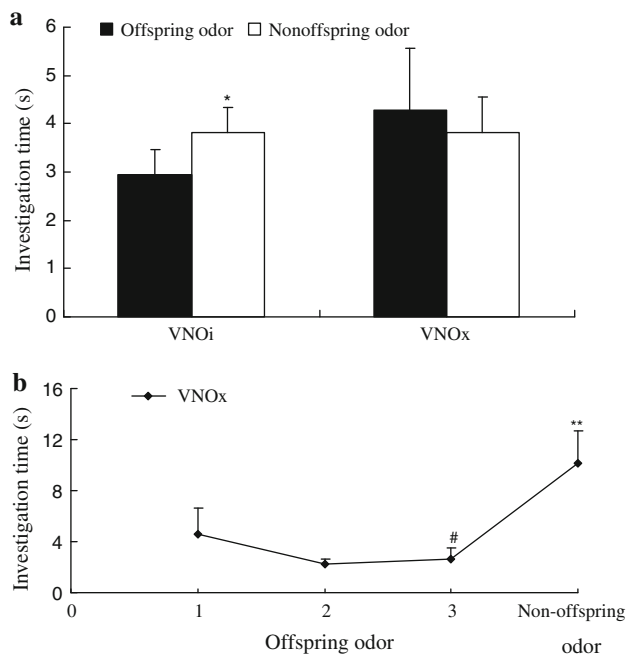 a
Offspring odor Nonoffspring odor
Investigation time (s)
6
5
4
3
2
1
0
*
VNOi VNOx
b
VNOx
Investigation time (s)
16
12
8
4
0
#
**
0 1 2 3 Non-offspring
Offspring odor odor